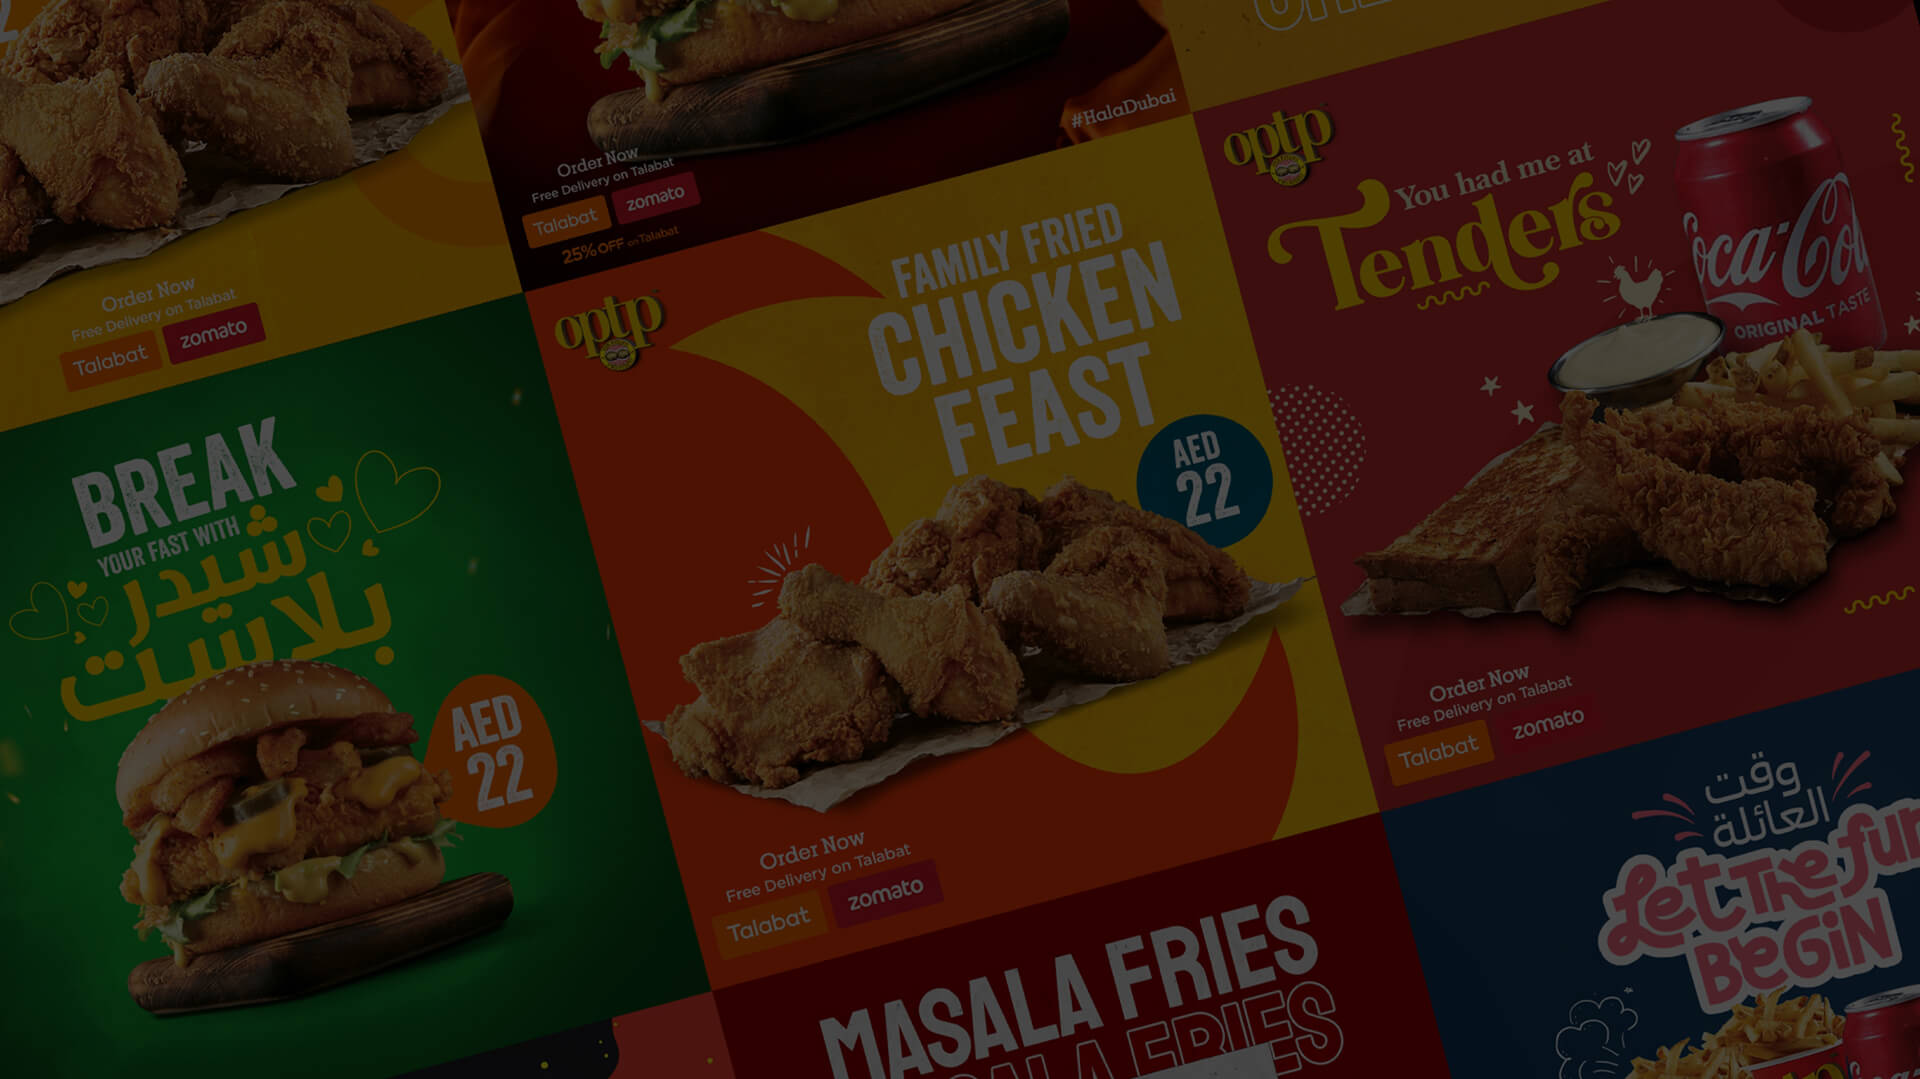 Order Now
Free Delivery on Talabat
Talabat
zomato
Order Now
Free Delivery on Talabat
Talabat
zomato
25% OFF on Talabat
#HalaDubai
BREAK
YOUR FAST WITH
شيدر
بلاست
AED
22
optp
FAMILY FRIED
CHICKEN
FEAST
AED
22
Order Now
Free Delivery on Talabat
Talabat
zomato
optp
You had me at
Tenders
Coca-Col
ORIGINAL TASTE
Order Now
Free Delivery on Talabat
Talabat
zomato
MASALA FRIES
وقت
العائلة
Let The fun
BEGIN